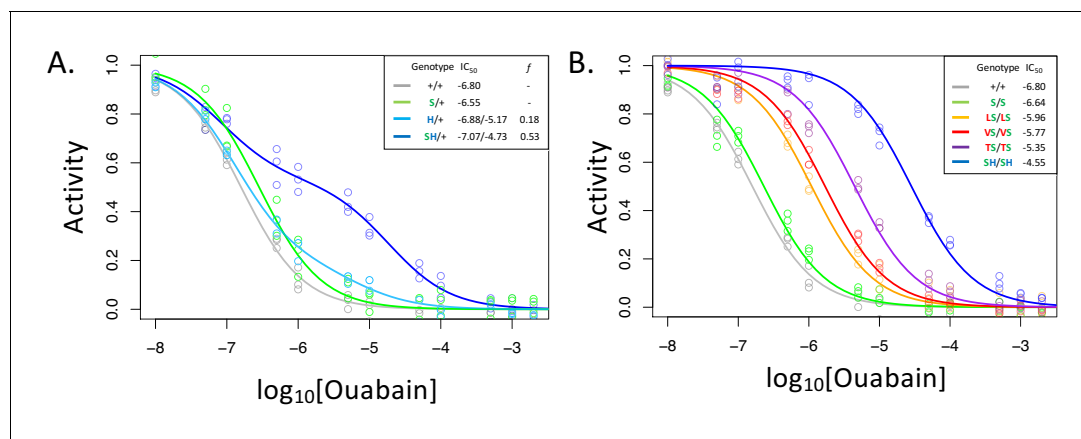 A.
Genotype IC50 f
+/+ -6.80 -
S/+ -6.55 -
H/+ -6.88/-5.17 0.18
SH/+ -7.07/-4.73 0.53
Activity
0.0 0.2 0.4 0.6 0.8 1.0
−8 −7 −6 −5 −4 −3
log10[Ouabain]
B.
Genotype IC50
+/+ -6.80
S/S -6.64
LS/LS -5.96
VS/VS -5.77
TS/TS -5.35
SH/SH -4.55
Activity
0.0 0.2 0.4 0.6 0.8 1.0
−8 −7 −6 −5 −4 −3
log10[Ouabain]